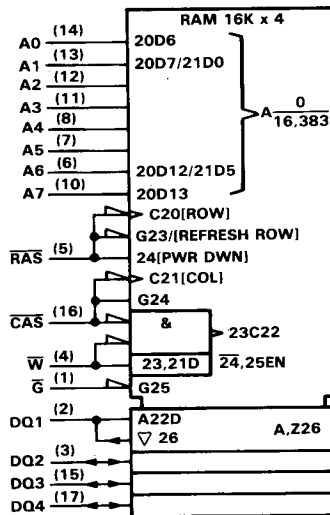 RAM 16K x 4
A0 (14) 20D6
A1 (13) 20D7/21D0
A2 (12)
A3 (11) A 0/16,383
A4 (8)
A5 (7)
A6 (6) 20D12/21D5
A7 (10) 20D13
C20[ROW]
G23/[REFRESH ROW]
R̅A̅S̅ (5) 24[PWR DWN]
C21[COL]
G24
C̅A̅S̅ (16) & 23C22
W̅ (4) 23,21D 2̅4̅,25EN
G̅ (1) G25
DQ1 (2) A22D
▽ 26 A,Z26
DQ2 (3)
DQ3 (15)
DQ4 (17)